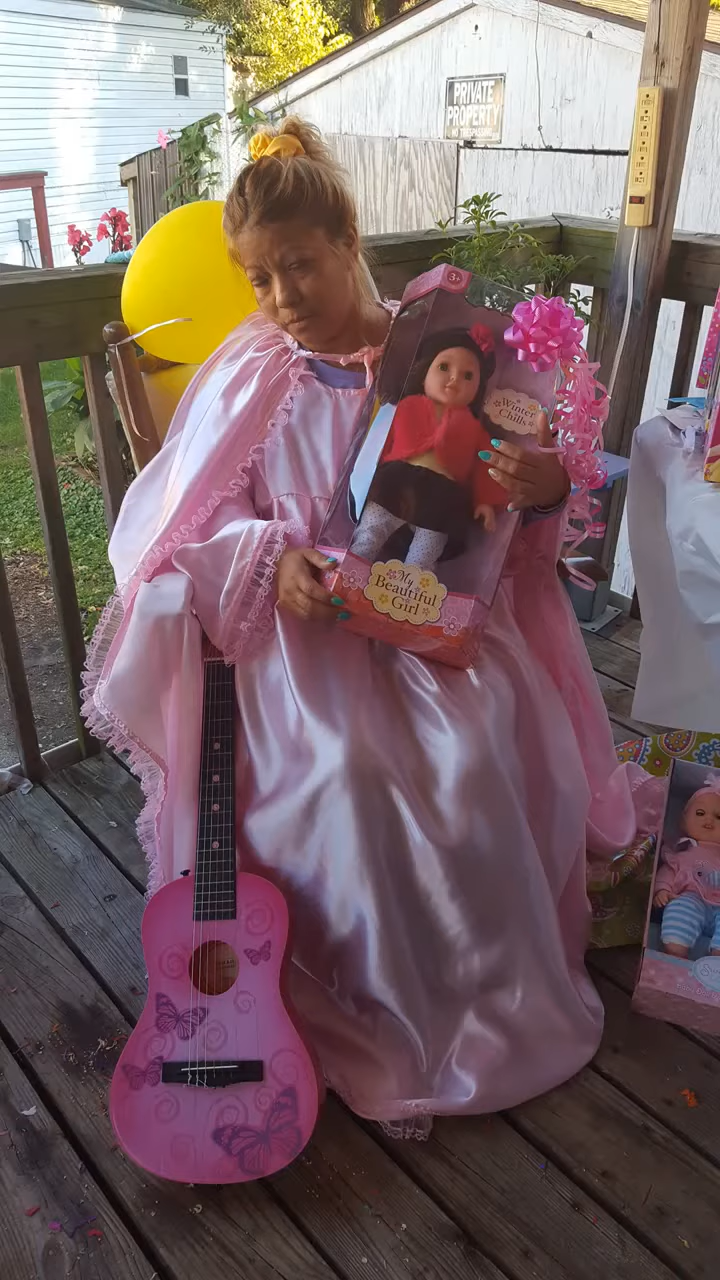 PRIVATE
PROPERTY
NO TRESPASSING
3+
Winter
Chills
My
Beautiful
Girl